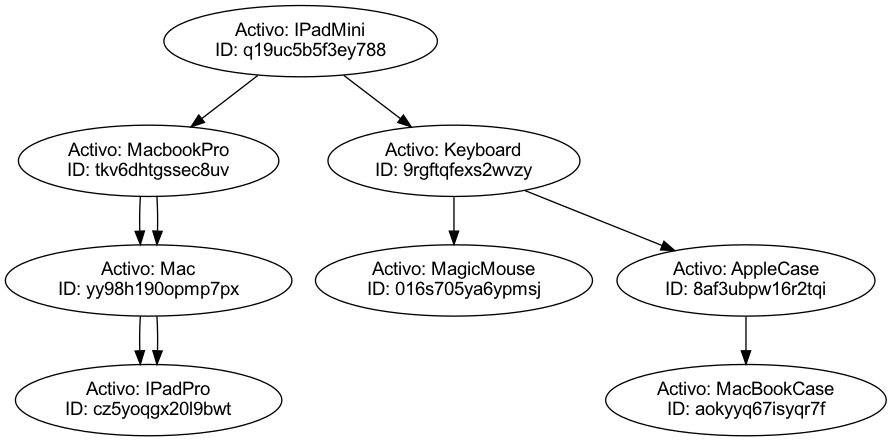 Activo: IPadMini
ID: q19uc5b5f3ey788
Activo: MacbookPro
ID: tkv6dhtgssec8uv
Activo: Keyboard
ID: 9rgftqfexs2wvzy
Activo: Mac
ID: yy98h190opmp7px
Activo: MagicMouse
ID: 016s705ya6ypmsj
Activo: AppleCase
ID: 8af3ubpw16r2tqi
Activo: IPadPro
ID: cz5yoqgx20l9bwt
Activo: MacBookCase
ID: aokyyq67isyqr7f